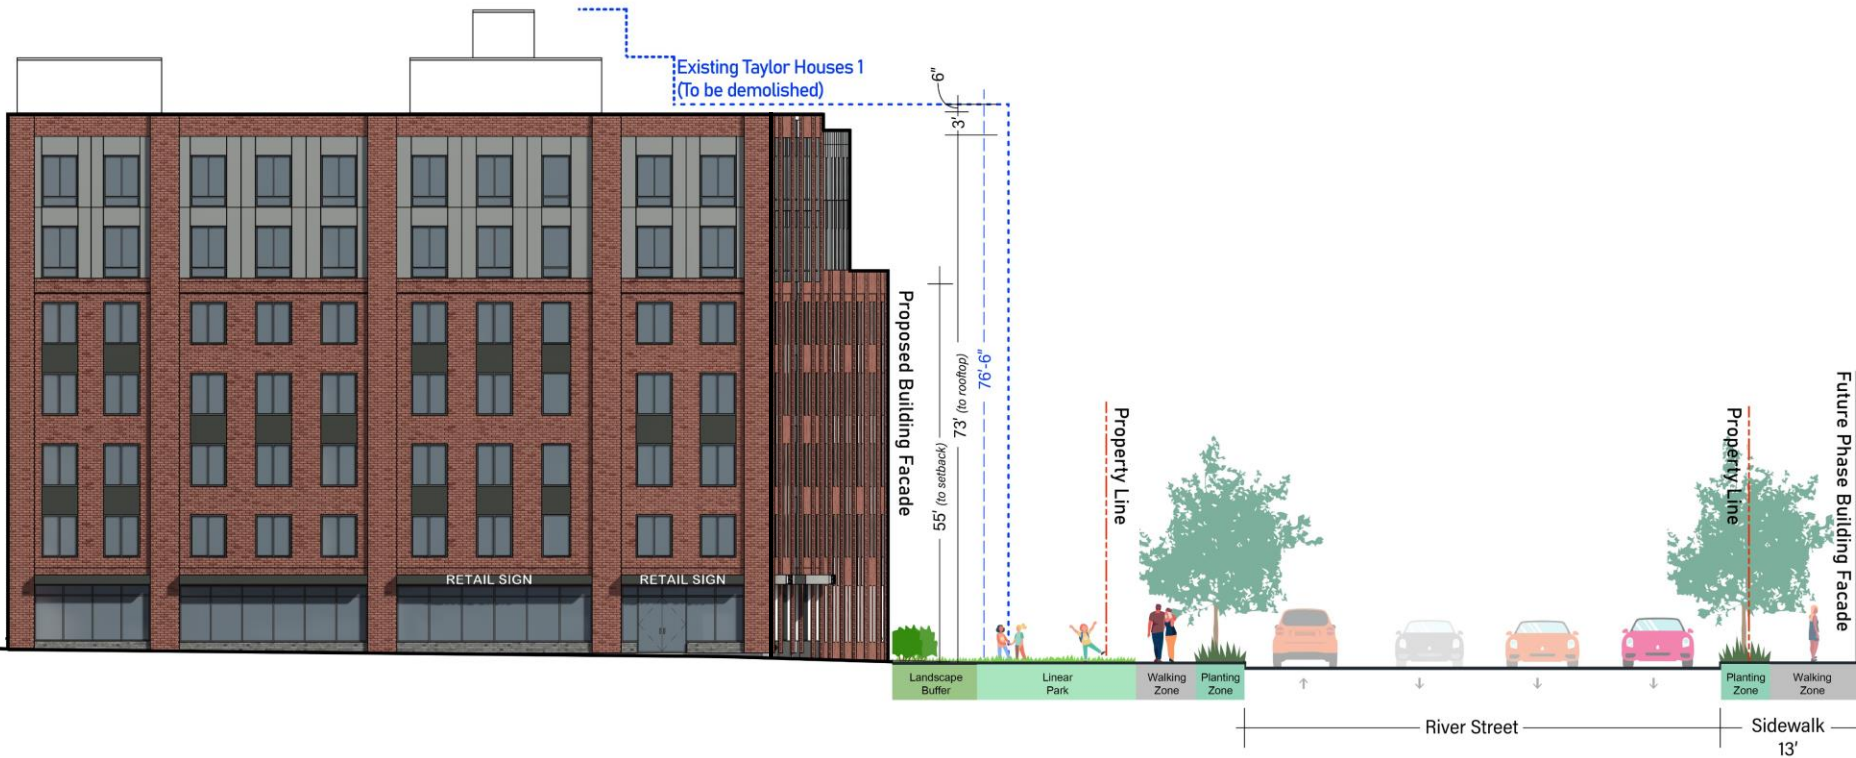 Existing Taylor Houses 1
(To be demolished)
6"
3'
Proposed Building Facade
55' (to setback)
73' (to rooftop)
76'-6"
Property Line
Property Line
Future Phase Building Facade
RETAIL SIGN
RETAIL SIGN
Landscape
Buffer
Linear
Park
Walking
Zone
Planting
Zone
Planting
Zone
Walking
Zone
River Street
Sidewalk
13'